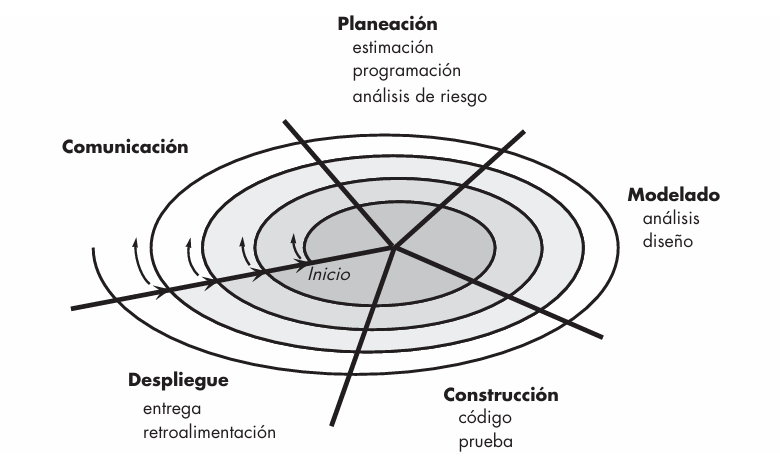 Planeación
estimación
programación
análisis de riesgo
Comunicación
Modelado
análisis
diseño
Inicio
Despliegue
entrega
retroalimentación
Construcción
código
prueba